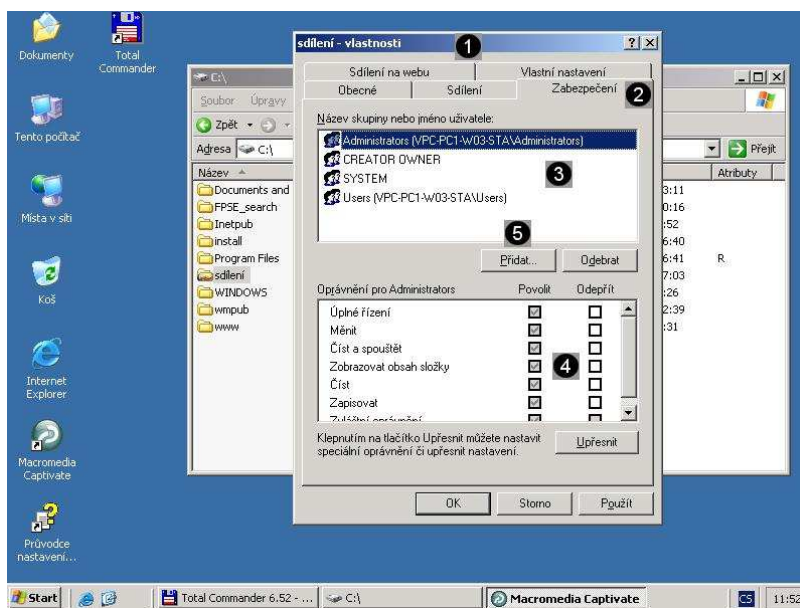 Dokumenty
Total
Commander
Tento počítač
Místa v síti
Koš
Internet
Explorer
Macromedia
Captivate
Průvodce
nastavení...
C:\
Soubor Úpravy
Zpět
Adresa C:\
Přejít
Název
Atributy
Documents and
FPSE_search
Inetpub
install
Program Files
sdílení
WINDOWS
wmpub
www
3:11
0:16
:52
6:40
6:41 R
7:03
:26
2:39
:31
sdílení - vlastnosti
1
Sdílení na webu Vlastní nastavení
Obecné Sdílení Zabezpečení
2
Název skupiny nebo jméno uživatele:
Administrators (VPC-PC1-W03-STA\Administrators)
CREATOR OWNER
SYSTEM
3
Users (VPC-PC1-W03-STA\Users)
5
Přidat... Odebrat
Oprávnění pro Administrators Povolit Odepřít
Úplné řízení
Měnit
Číst a spouštět
Zobrazovat obsah složky
4
Číst
Zapisovat
Zvláštní oprávnění
Klepnutím na tlačítko Upřesnit můžete nastavit
speciální oprávnění či upřesnit nastavení.
Upřesnit
OK Storno Použít
Start
Total Commander 6.52 - ...
C:\
Macromedia Captivate
CS
11:52